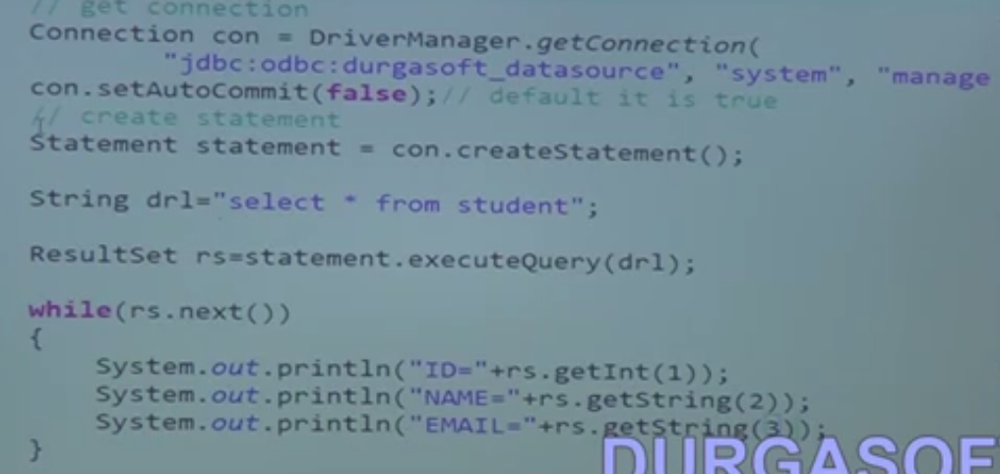 // get connection
Connection con = DriverManager.getConnection(
"jdbc:odbc:durgasoft_datasource", "system", "manage
con.setAutoCommit(false);// default it is true
// create statement
Statement statement = con.createStatement();
String drl="select * from student";
ResultSet rs=statement.executeQuery(drl);
while(rs.next())
{
System.out.println("ID="+rs.getInt(1));
System.out.println("NAME="+rs.getString(2));
System.out.println("EMAIL="+rs.getString(3));
}
DURGASOF